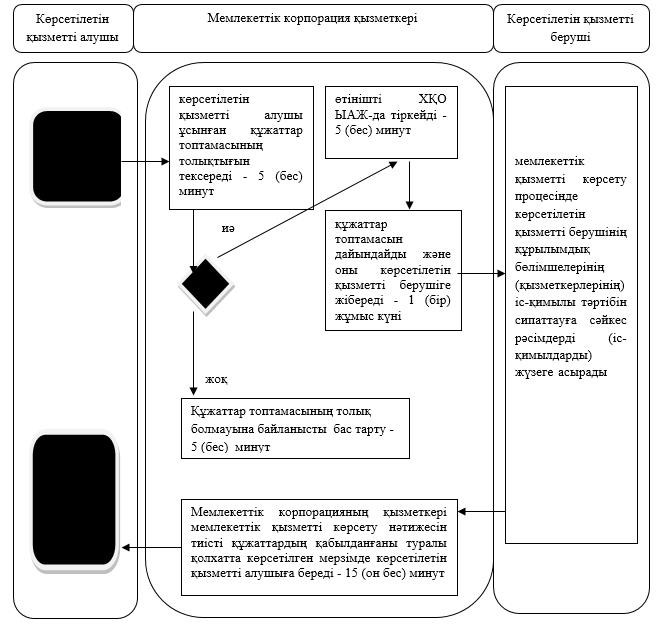 Көрсетілетін
қызметті алушы
Мемлекеттік корпорация қызметкері
Көрсетілетін қызметті
беруші
көрсетілетін
қызметті алушы
ұсынған құжаттар
топтамасының
толықтығын
тексереді - 5 (бес)
минут
өтінішті ХҚО
ЫАЖ-да тіркейді -
5 (бес) минут
иә
құжаттар
топтамасын
дайындайды және
оны көрсетілетін
қызметті берушіге
жібереді - 1 (бір)
жұмыс күні
мемлекеттік
қызметті көрсету
процесінде
көрсетілетін
қызметті берушінің
құрылымдық
бөлімшелерінің
(қызметкерлерінің)
іс-қимылы тәртібін
сипаттауға сәйкес
рәсімдерді (іс-
қимылдарды)
жүзеге асырады
жоқ
Құжаттар топтамасының толық
болмауына байланысты бас тарту -
5 (бес) минут
Мемлекеттік корпорацияның қызметкері
мемлекеттік қызметті көрсету нәтижесін
тиісті құжаттардың қабылданғаны туралы
қолхатта көрсетілген мерзімде көрсетілетін
қызметті алушыға береді - 15 (он бес) минут